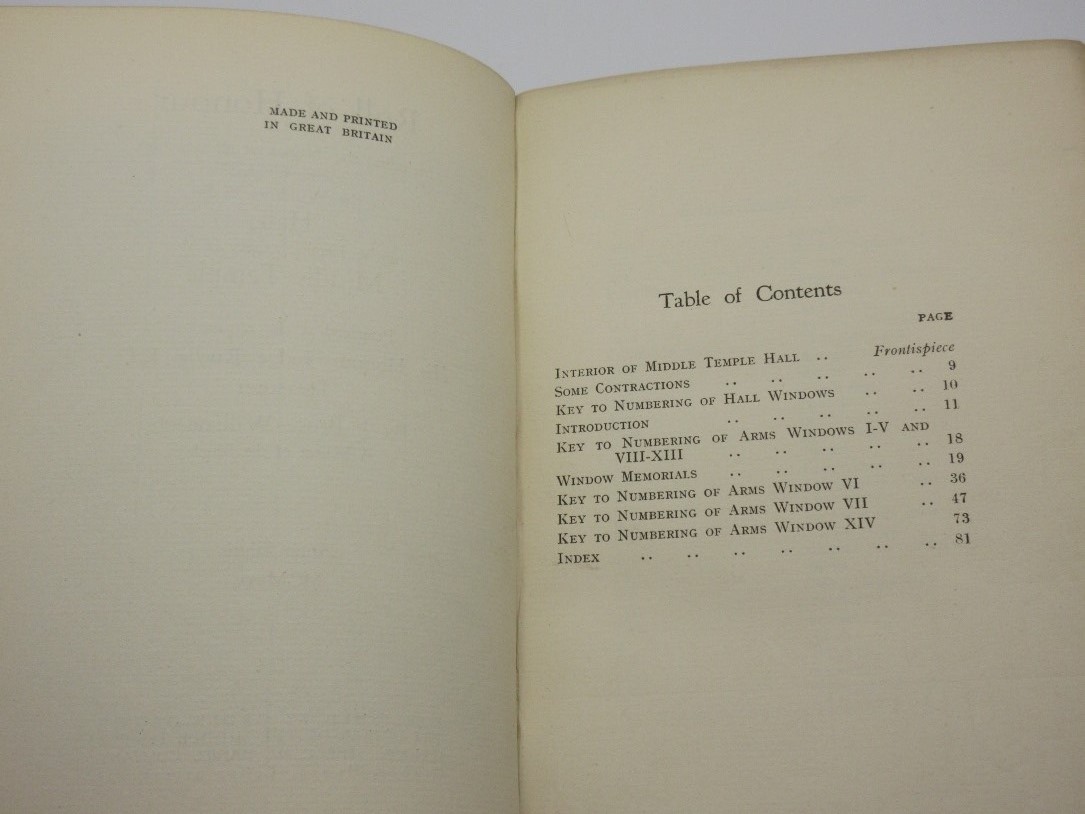 MADE AND PRINTED
IN GREAT BRITAIN
Table of Contents
PAGE
INTERIOR OF MIDDLE TEMPLE HALL .. Frontispiece
SOME CONTRACTIONS .. .. .. .. .. 9
KEY TO NUMBERING OF HALL WINDOWS .. .. 10
INTRODUCTION .. .. .. .. .. 11
KEY TO NUMBERING OF ARMS WINDOWS I-V AND
VIII-XIII .. .. .. .. .. 18
WINDOW MEMORIALS .. .. .. .. .. 19
KEY TO NUMBERING OF ARMS WINDOW VI .. 36
KEY TO NUMBERING OF ARMS WINDOW VII .. 47
KEY TO NUMBERING OF ARMS WINDOW XIV 73
INDEX .. .. .. .. .. .. .. 81